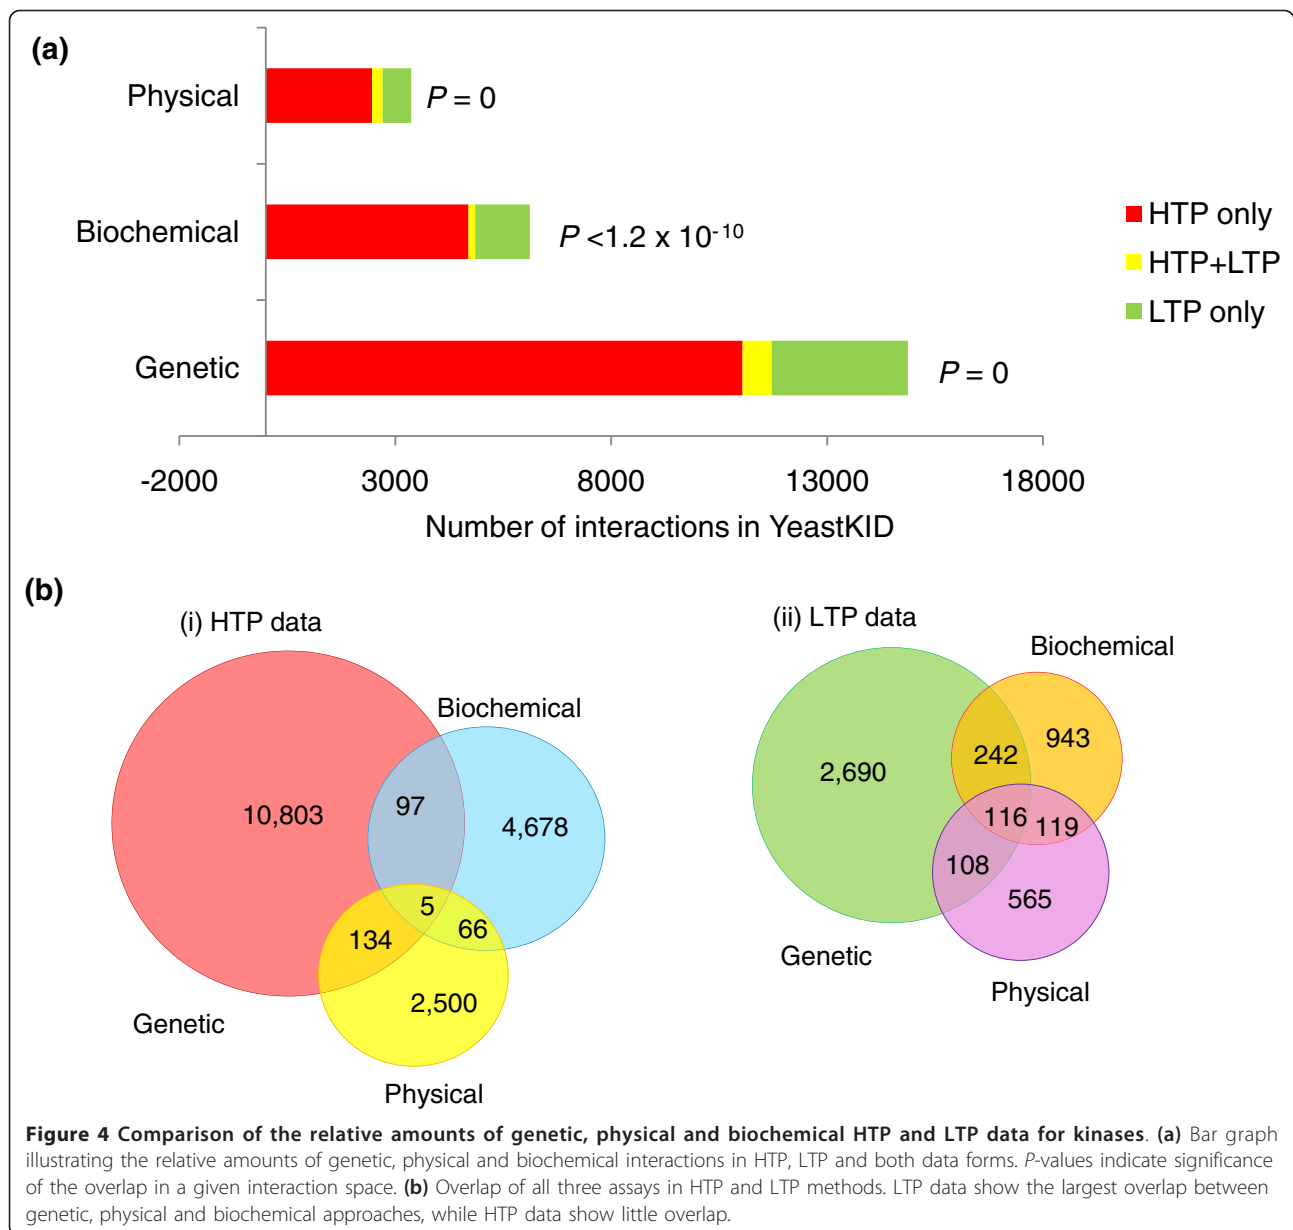 (a)
Physical
P = 0
Biochemical
P <1.2 x 10-10
Genetic
P = 0
HTP only
HTP+LTP
LTP only
-2000 3000 8000 13000 18000
Number of interactions in YeastKID
(b)
(i) HTP data
Biochemical
10,803
97
4,678
5
134
66
2,500
Genetic
Physical
(ii) LTP data
Biochemical
2,690
242
943
116
119
108
565
Genetic
Physical
Figure 4 Comparison of the relative amounts of genetic, physical and biochemical HTP and LTP data for kinases. (a) Bar graph
illustrating the relative amounts of genetic, physical and biochemical interactions in HTP, LTP and both data forms. P-values indicate significance
of the overlap in a given interaction space. (b) Overlap of all three assays in HTP and LTP methods. LTP data show the largest overlap between
genetic, physical and biochemical approaches, while HTP data show little overlap.